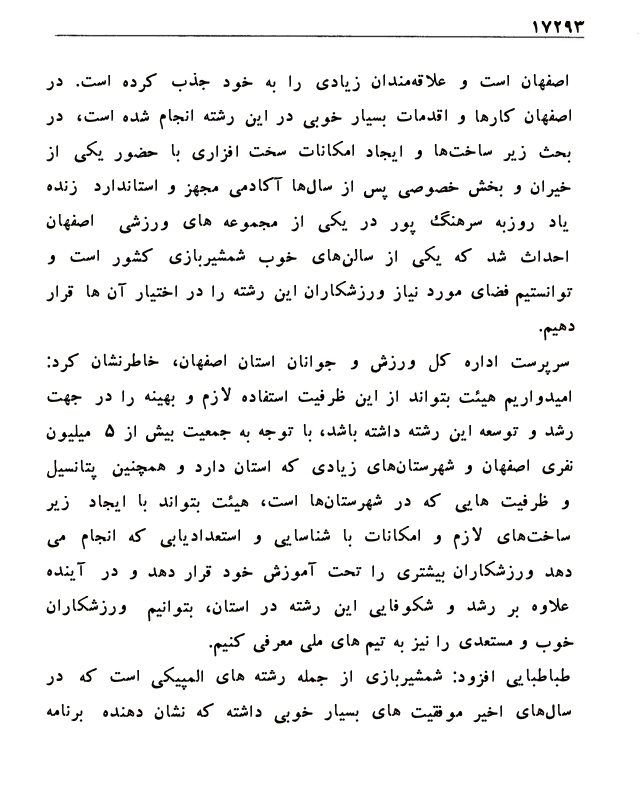 ۱۷۲۹۳
اصفهان است و علاقه‌مندان زیادی را به خود جذب کرده است. در
اصفهان کارها و اقدمات بسیار خوبی در این رشته انجام شده است، در
بحث زیر ساخت‌ها و ایجاد امکانات سخت افزاری با حضور یکی از
خیران و بخش خصوصی پس از سال‌ها آکادمی مجهز و استاندارد زنده
یاد روزبه سرهنگ پور در یکی از مجموعه های ورزشی اصفهان
احداث شد که یکی از سالن‌های خوب شمشیربازی کشور است و
توانستیم فضای مورد نیاز ورزشکاران این رشته را در اختیار آن ها قرار
دهیم.
سرپرست اداره کل ورزش و جوانان استان اصفهان، خاطرنشان کرد:
امیدواریم هیئت بتواند از این ظرفیت استفاده لازم و بهینه را در جهت
رشد و توسعه این رشته داشته باشد، با توجه به جمعیت بیش از ۵ میلیون
نفری اصفهان و شهرستان‌های زیادی که استان دارد و همچنین پتانسیل
و ظرفیت هایی که در شهرستان‌ها است، هیئت بتواند با ایجاد زیر
ساخت‌های لازم و امکانات با شناسایی و استعدادیابی که انجام می
دهد ورزشکاران بیشتری را تحت آموزش خود قرار دهد و در آینده
علاوه بر رشد و شکوفایی این رشته در استان، بتوانیم ورزشکاران
خوب و مستعدی را نیز به تیم های ملی معرفی کنیم.
طباطبایی افزود: شمشیربازی از جمله رشته های المپیکی است که در
سال‌های اخیر موفقیت های بسیار خوبی داشته که نشان دهنده برنامه